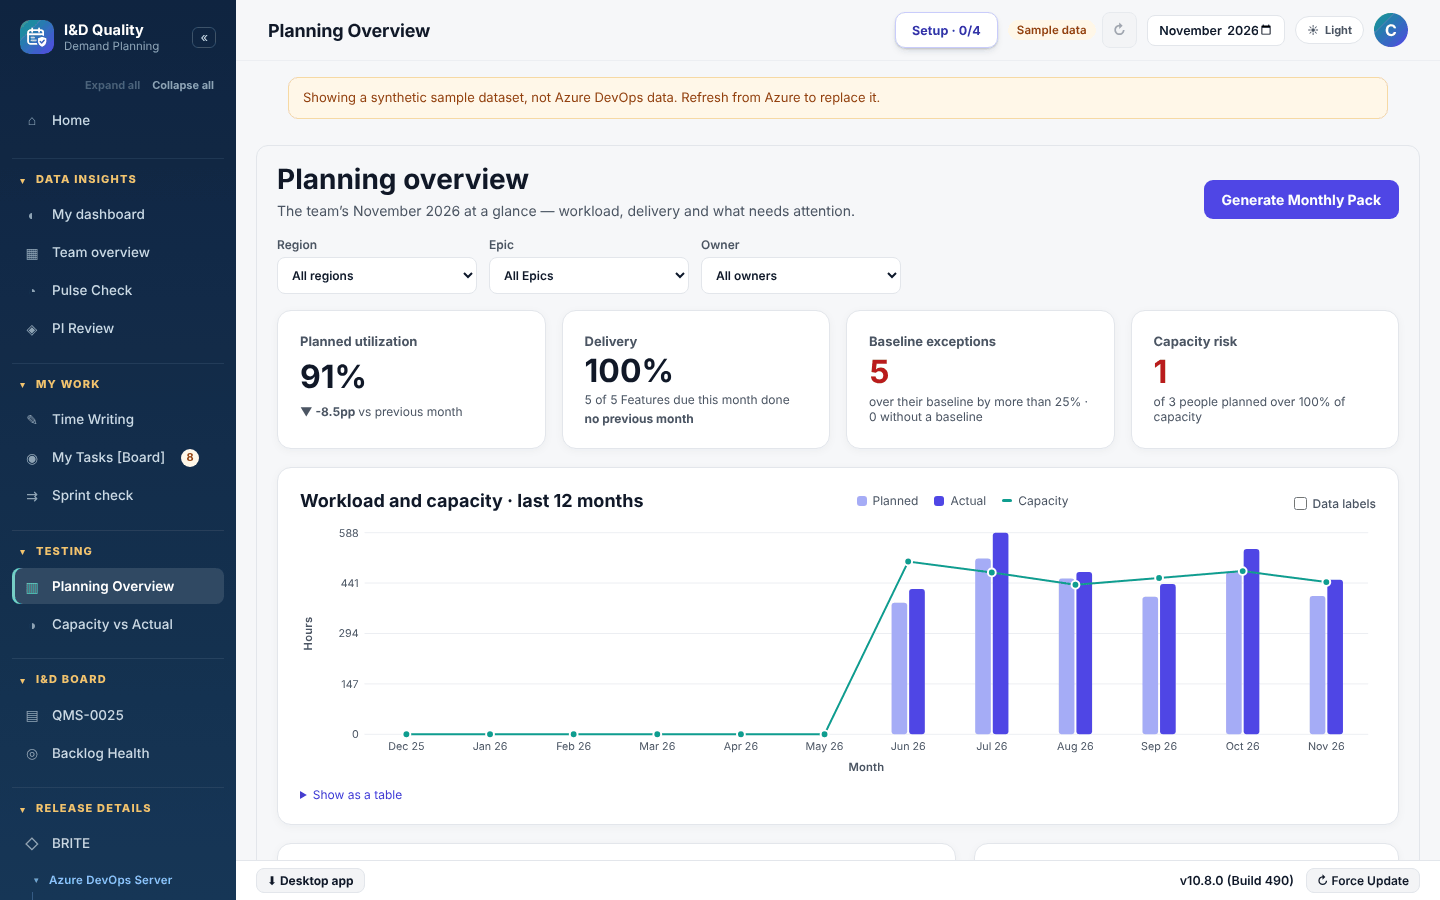 I&D Quality
Demand Planning
«
Expand all Collapse all
Home
DATA INSIGHTS
My dashboard
Team overview
Pulse Check
PI Review
MY WORK
Time Writing
My Tasks [Board] 8
Sprint check
TESTING
Planning Overview
Capacity vs Actual
I&D BOARD
QMS-0025
Backlog Health
RELEASE DETAILS
BRITE
Azure DevOps Server
Planning Overview
Setup · 0/4
Sample data
November 2026
Light
C
Showing a synthetic sample dataset, not Azure DevOps data. Refresh from Azure to replace it.
Planning overview
The team's November 2026 at a glance — workload, delivery and what needs attention.
Generate Monthly Pack
Region Epic Owner
All regions All Epics All owners
Planned utilization
91%
▼ -8.5pp vs previous month
Delivery
100%
5 of 5 Features due this month done
no previous month
Baseline exceptions
5
over their baseline by more than 25% ·
0 without a baseline
Capacity risk
1
of 3 people planned over 100% of
capacity
Workload and capacity · last 12 months
Planned Actual Capacity
Data labels
588
441
294
147
0
Hours
Dec 25 Jan 26 Feb 26 Mar 26 Apr 26 May 26 Jun 26 Jul 26 Aug 26 Sep 26 Oct 26 Nov 26
Month
▶ Show as a table
⬇ Desktop app
v10.8.0 (Build 490)
↻ Force Update